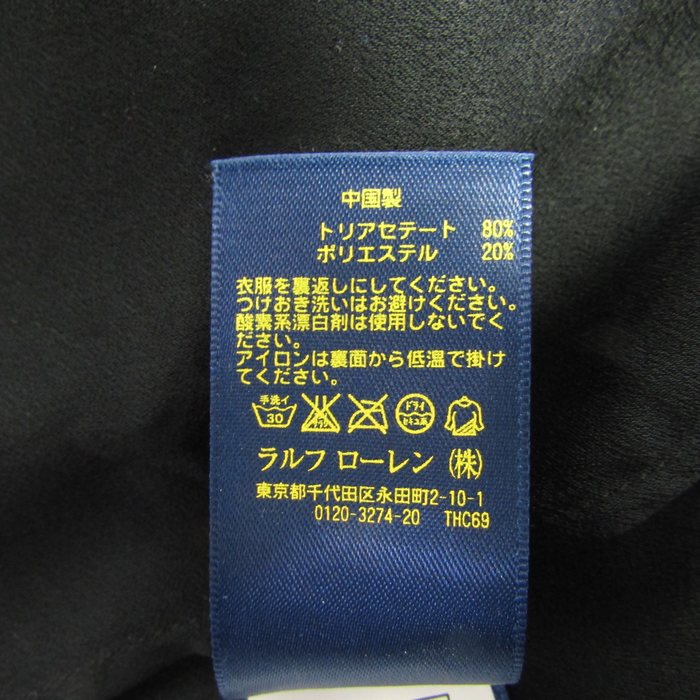 中国製
トリアセテート 80%
ポリエステル 20%
衣服を裏返しにしてください。
つけおき洗いはお避けください。
酸素系漂白剤は使用しないでく
ださい。
アイロンは裏面から低温で掛け
てください。
手洗イ ドライ
30 セキユ系
ラルフ ローレン (株)
東京都千代田区永田町2-10-1
0120-3274-20 THC69